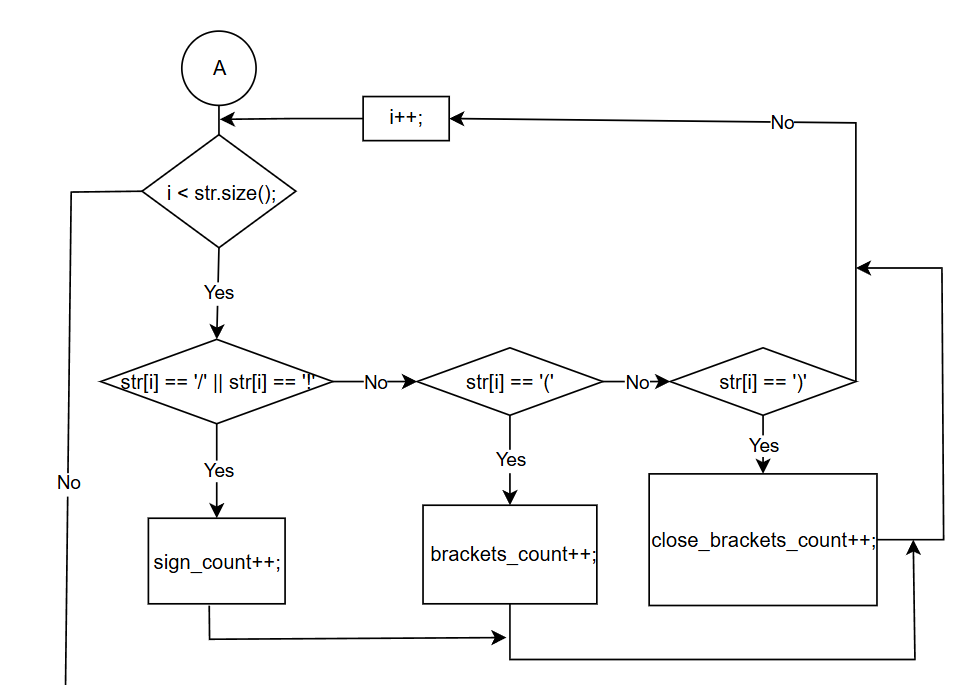 A
i++;
No
i < str.size();
Yes
str[i] == '/' || str[i] == '!'
No
str[i] == '('
No
str[i] == ')'
Yes
Yes
Yes
No
sign_count++;
brackets_count++;
close_brackets_count++;